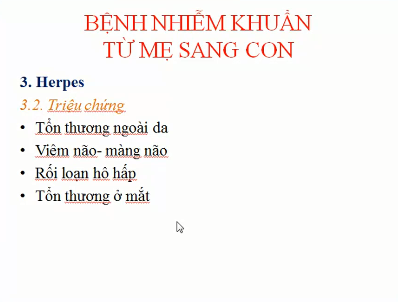 BỆNH NHIỄM KHUẨN
TỪ MẸ SANG CON
3. Herpes
3.2. Triệu chứng
• Tổn thương ngoài da
• Viêm não- màng não
• Rối loạn hô hấp
• Tổn thương ở mắt